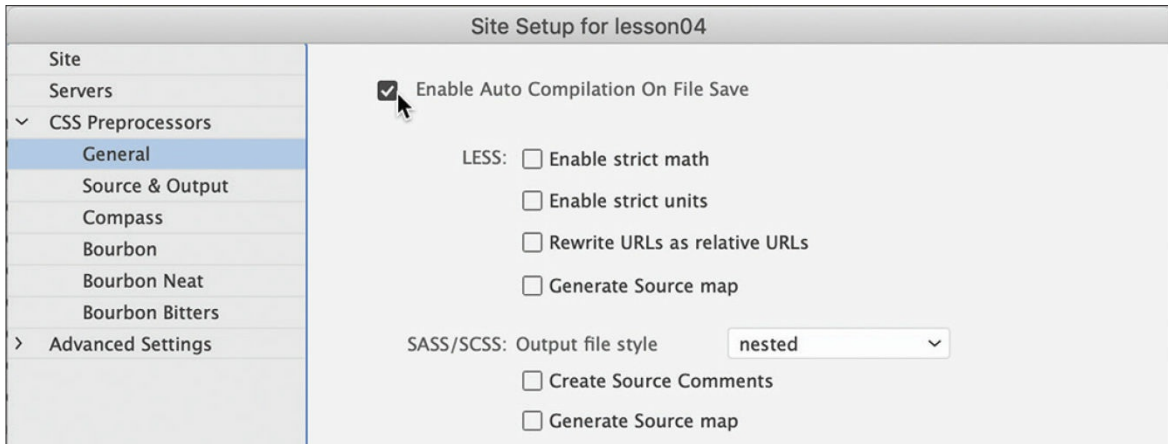 Site Setup for lesson04
Site
Servers
CSS Preprocessors
General
Source & Output
Compass
Bourbon
Bourbon Neat
Bourbon Bitters
Advanced Settings
Enable Auto Compilation On File Save
LESS: Enable strict math
Enable strict units
Rewrite URLs as relative URLs
Generate Source map
SASS/SCSS: Output file style nested
Create Source Comments
Generate Source map